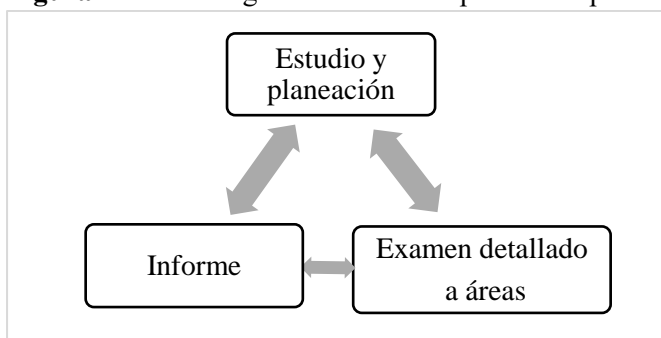 Estudio y
planeación
Informe
Examen detallado
a áreas